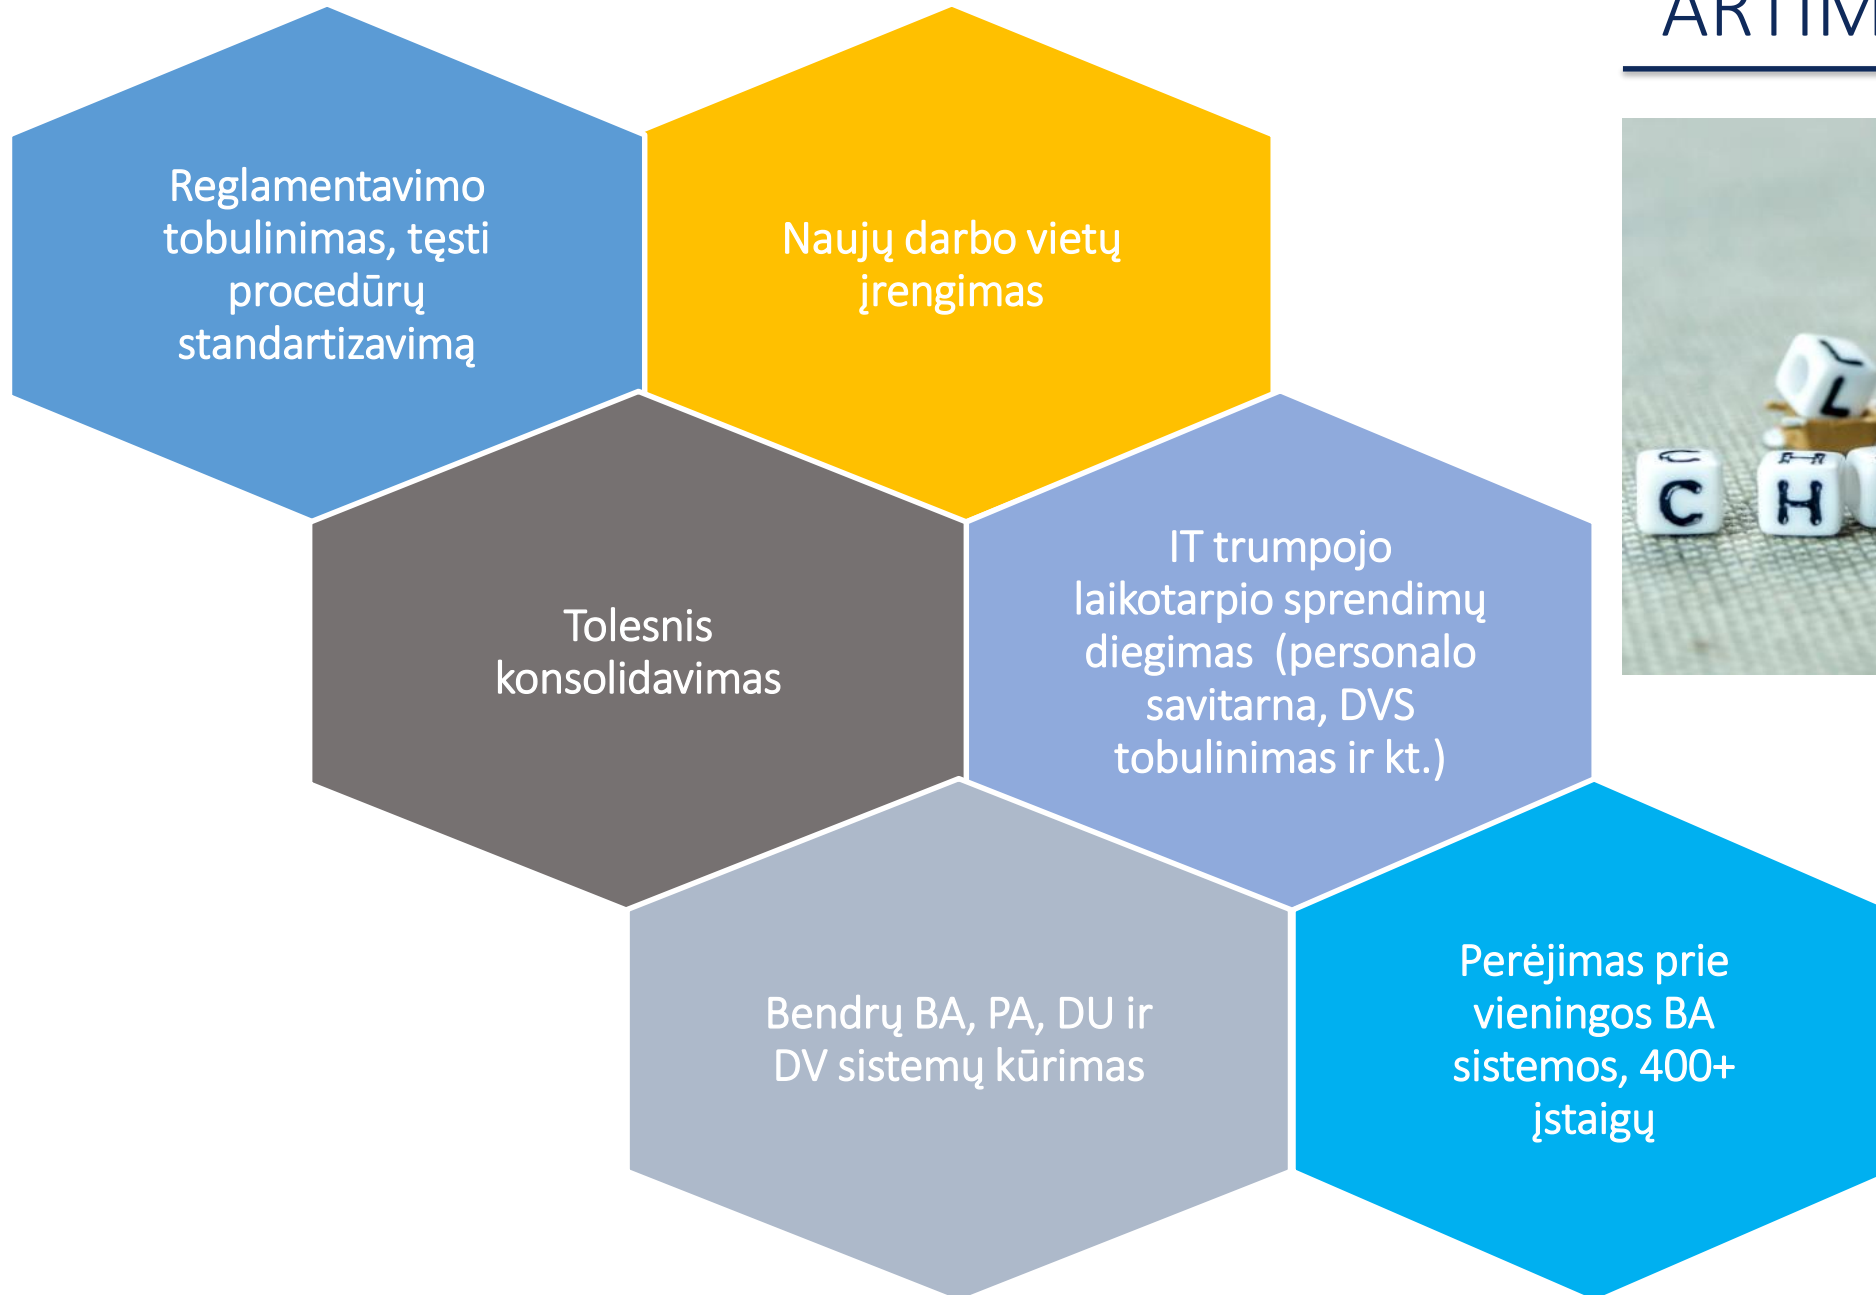 Reglamentavimo
tobulinimas, tęsti
procedūrų
standartizavimą
Naujų darbo vietų
įrengimas
Tolesnis
konsolidavimas
IT trumpojo
laikotarpio sprendimų
diegimas (personalo
savitarna, DVS
tobulinimas ir kt.)
Bendrų BA, PA, DU ir
DV sistemų kūrimas
Perėjimas prie
vieningos BA
sistemos, 400+
įstaigų
L
C H